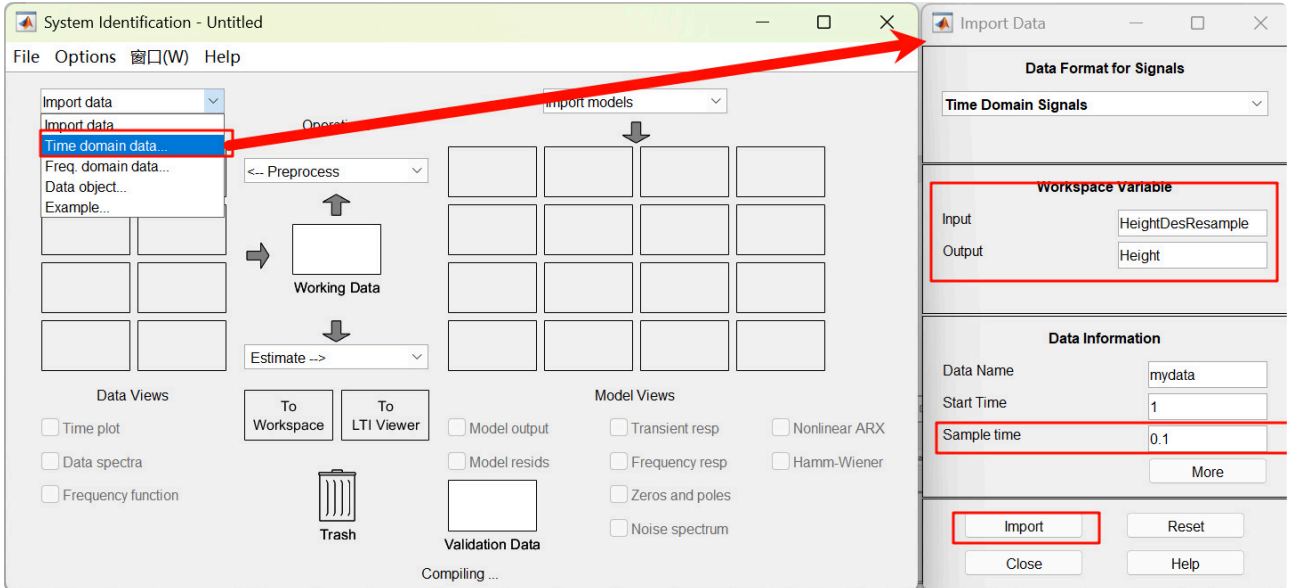 System Identification - Untitled
File Options 窗口(W) Help
Import data
Import data
Time domain data...
Freq. domain data...
Data object...
Example...
<-- Preprocess
Working Data
Estimate -->
Import models
Data Views
Time plot
Data spectra
Frequency function
To
Workspace
To
LTI Viewer
Trash
Model Views
Model output
Transient resp
Nonlinear ARX
Model resids
Frequency resp
Hamm-Wiener
Zeros and poles
Noise spectrum
Validation Data
Compiling ...
Import Data
Data Format for Signals
Time Domain Signals
Workspace Variable
Input HeightDesResample
Output Height
Data Information
Data Name mydata
Start Time 1
Sample time 0.1
More
Import Reset
Close Help